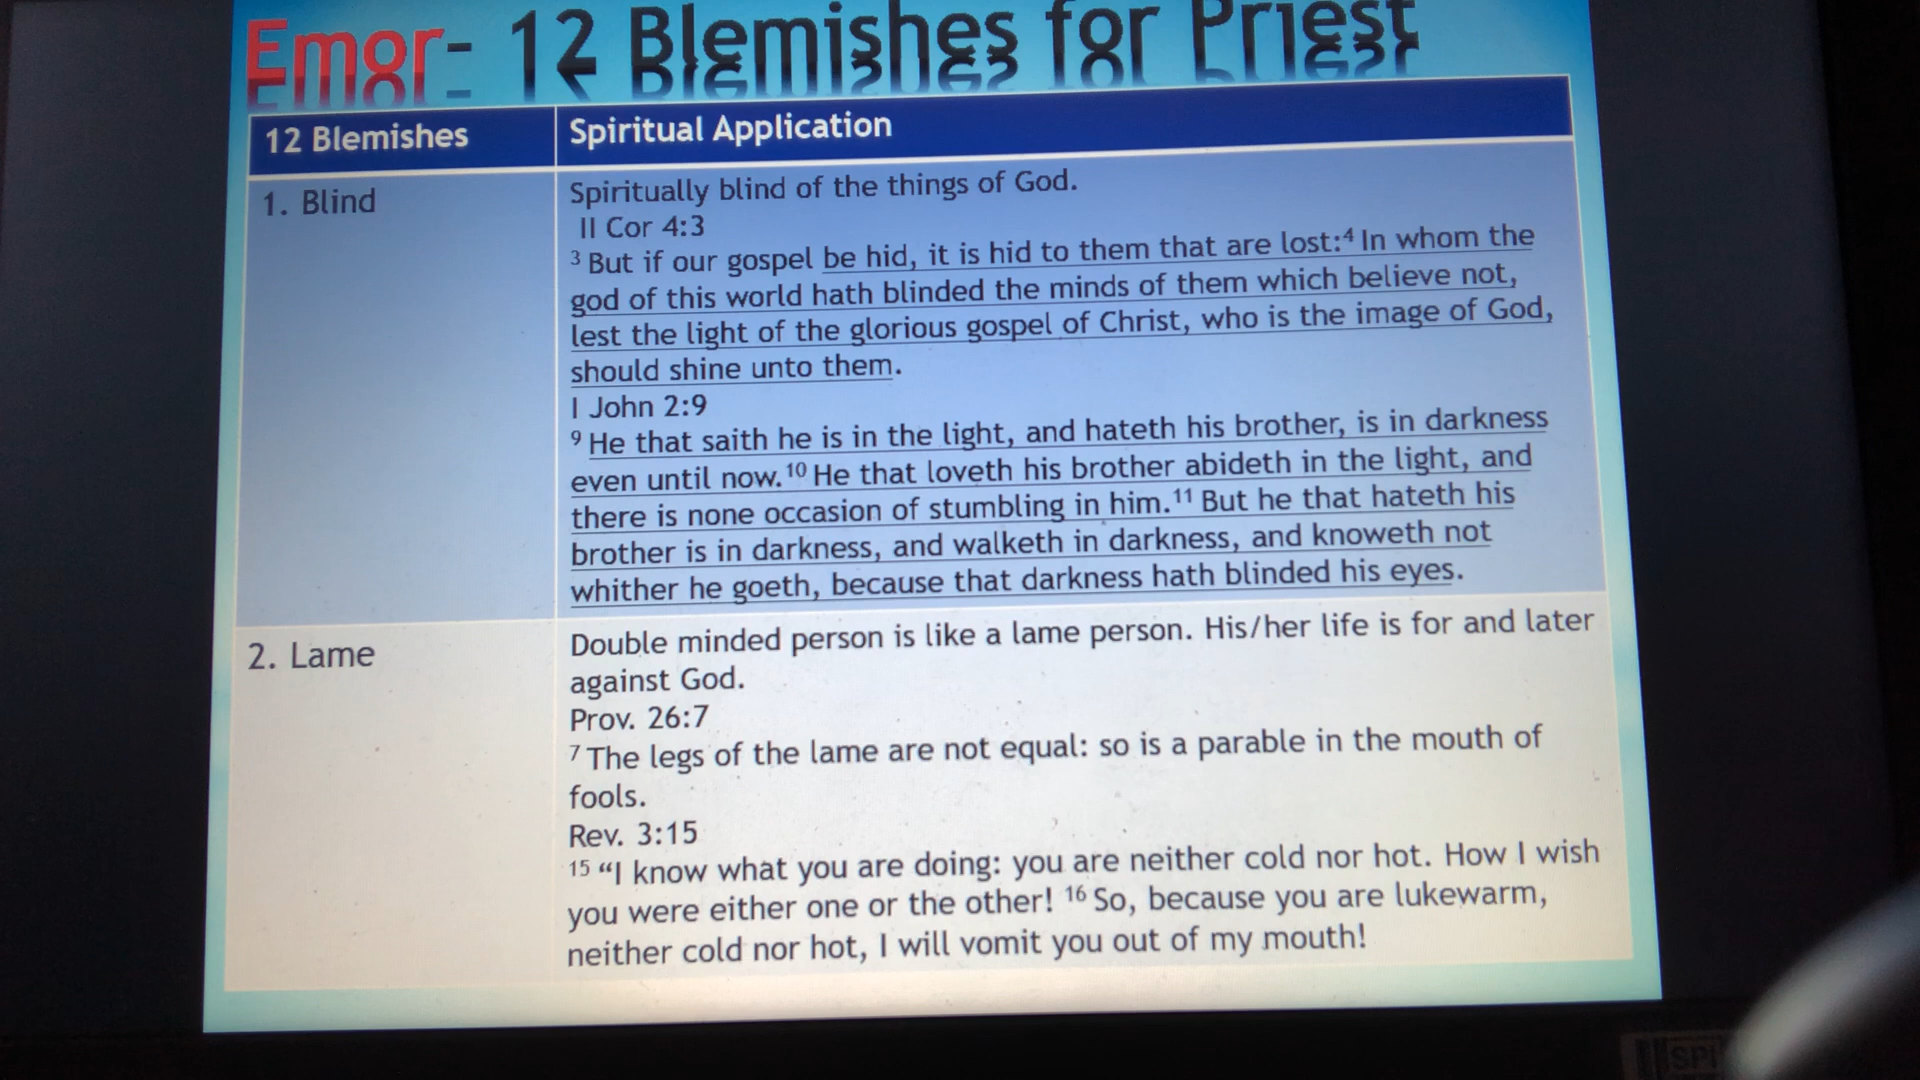 Emor- 12 Blemishes for Priest
12 Blemishes
Spiritual Application
1. Blind
Spiritually blind of the things of God.
II Cor 4:3
3 But if our gospel be hid, it is hid to them that are lost:4 In whom the
god of this world hath blinded the minds of them which believe not,
lest the light of the glorious gospel of Christ, who is the image of God,
should shine unto them.
I John 2:9
9 He that saith he is in the light, and hateth his brother, is in darkness
even until now.10 He that loveth his brother abideth in the light, and
there is none occasion of stumbling in him.11 But he that hateth his
brother is in darkness, and walketh in darkness, and knoweth not
whither he goeth, because that darkness hath blinded his eyes.
2. Lame
Double minded person is like a lame person. His/her life is for and later
against God.
Prov. 26:7
7 The legs of the lame are not equal: so is a parable in the mouth of
fools.
Rev. 3:15
15 “I know what you are doing: you are neither cold nor hot. How I wish
you were either one or the other! 16 So, because you are lukewarm,
neither cold nor hot, I will vomit you out of my mouth!